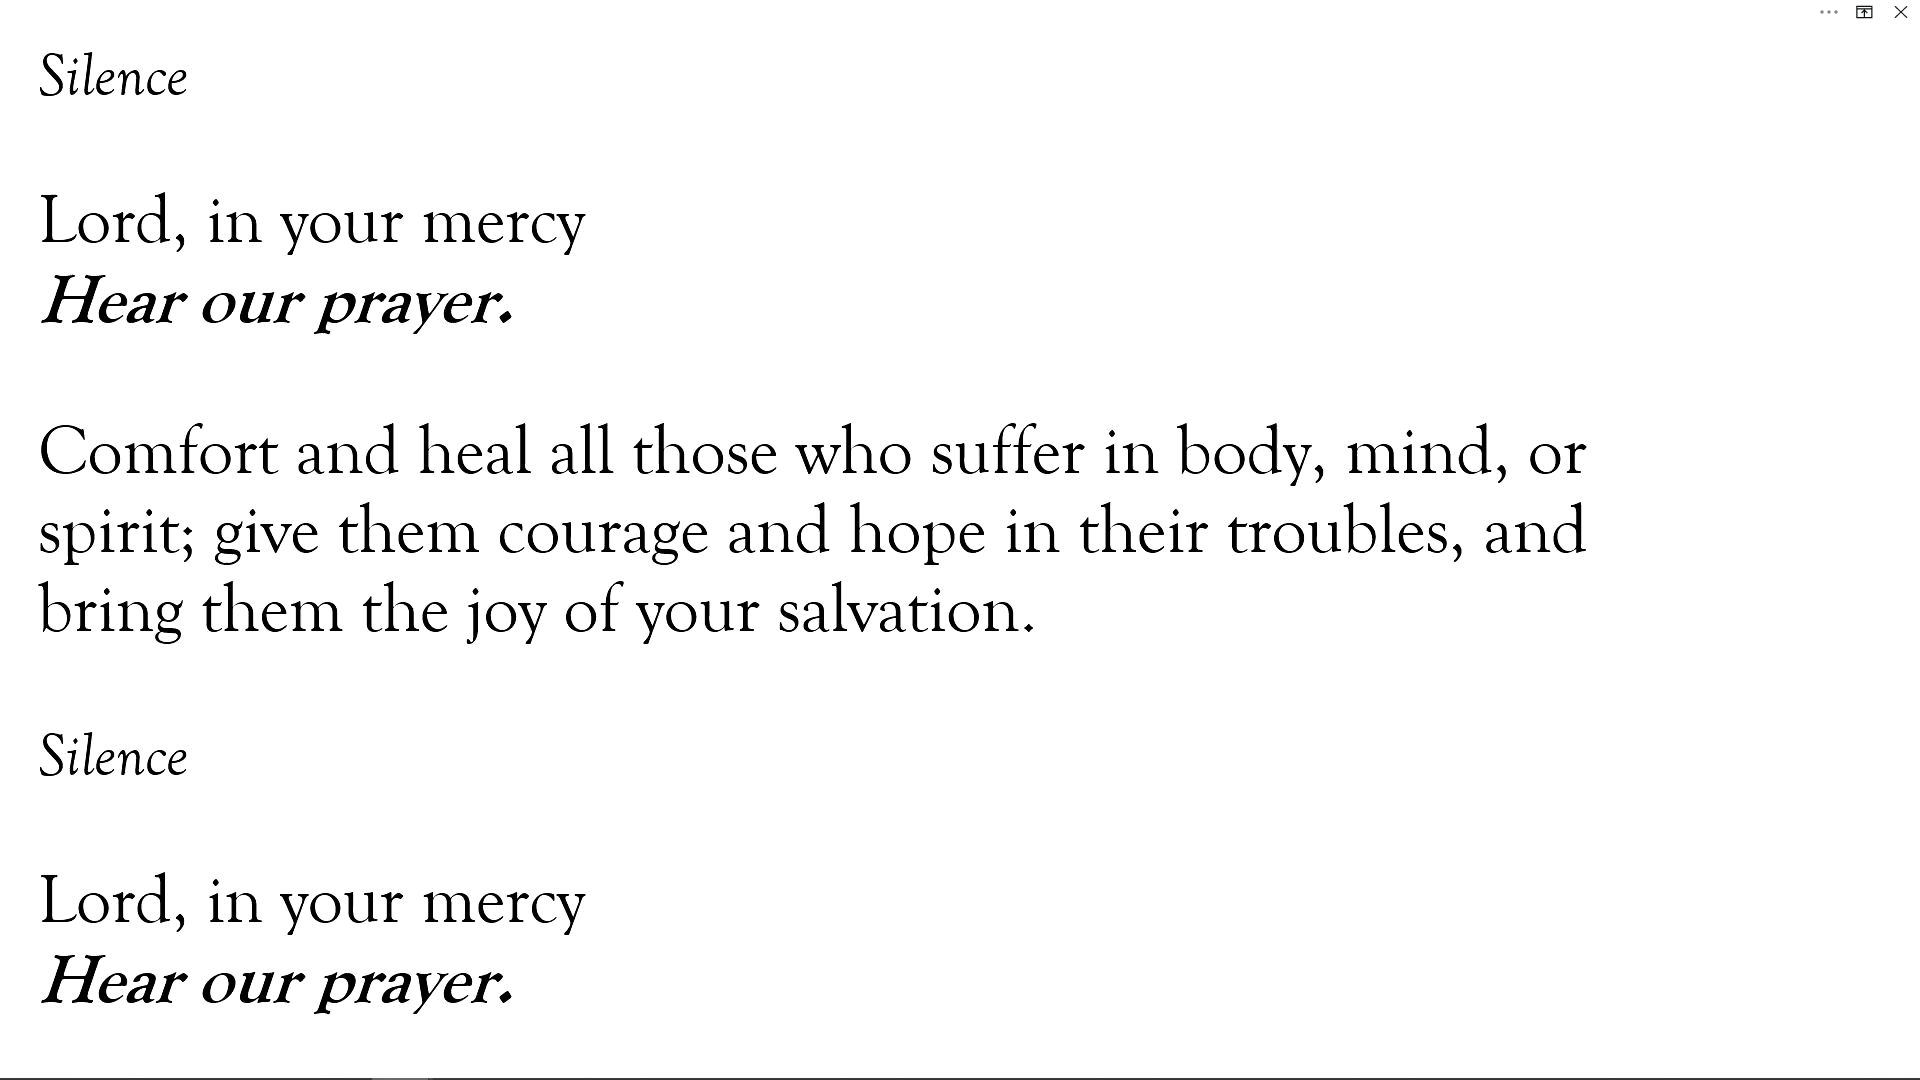 Silence
Lord, in your mercy
Hear our prayer.
Comfort and heal all those who suffer in body, mind, or
spirit; give them courage and hope in their troubles, and
bring them the joy of your salvation.
Silence
Lord, in your mercy
Hear our prayer.